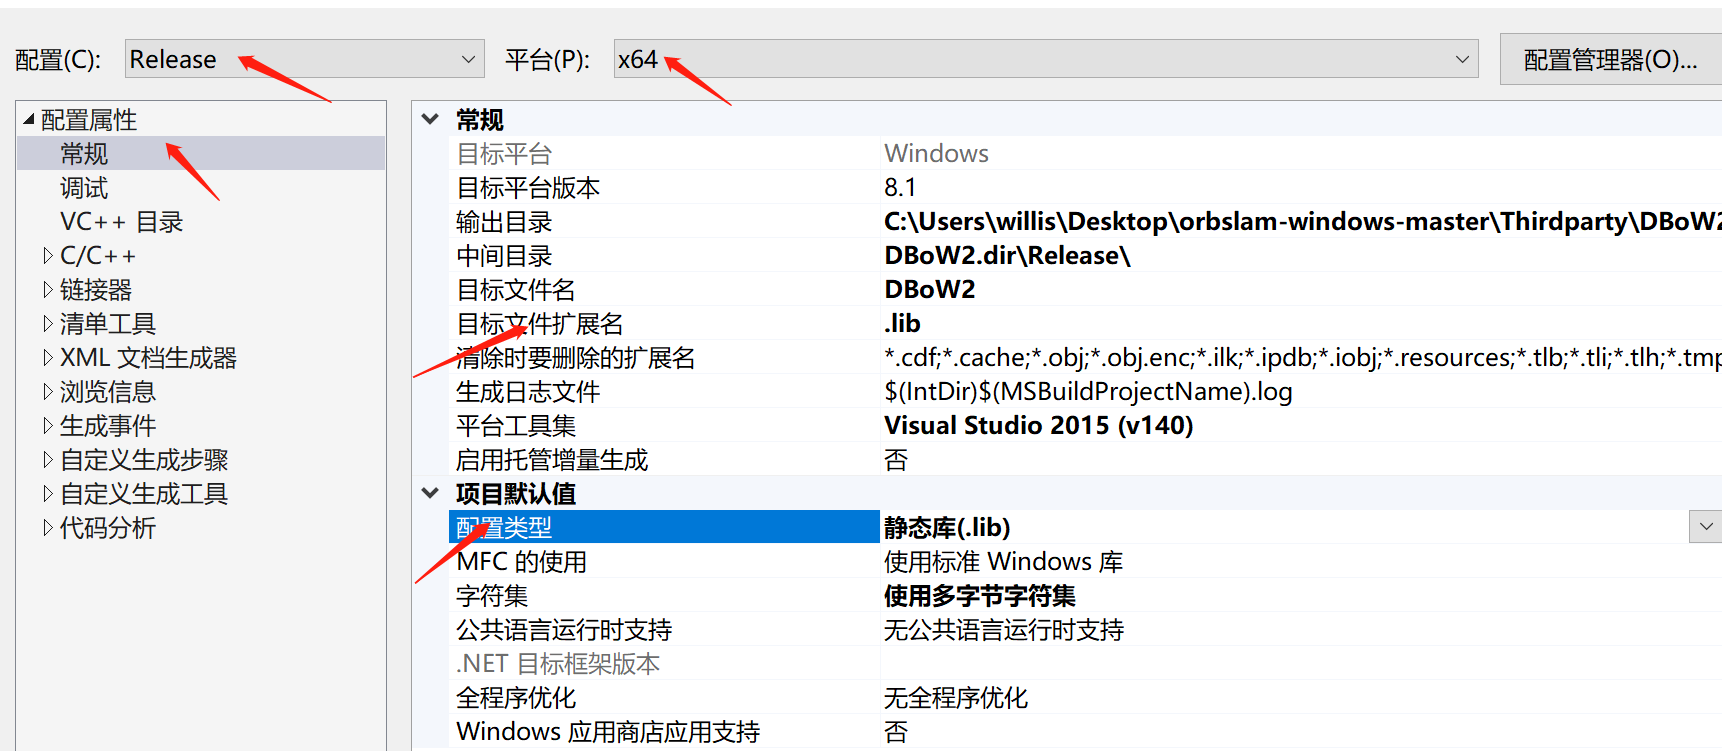 配置(C): Release 平台(P): x64 配置管理器(O)...
配置属性
常规
调试
VC++ 目录
C/C++
链接器
清单工具
XML 文档生成器
浏览信息
生成事件
自定义生成步骤
自定义生成工具
代码分析
常规
目标平台 Windows
目标平台版本 8.1
输出目录 C:\Users\willis\Desktop\orbslam-windows-master\Thirdparty\DBoW2
中间目录 DBoW2.dir\Release\
目标文件名 DBoW2
目标文件扩展名 .lib
清除时要删除的扩展名 *.cdf;*.cache;*.obj;*.obj.enc;*.ilk;*.ipdb;*.iobj;*.resources;*.tlb;*.tli;*.tlh;*.tmp
生成日志文件 $(IntDir)$(MSBuildProjectName).log
平台工具集 Visual Studio 2015 (v140)
启用托管增量生成 否
项目默认值
配置类型 静态库(.lib)
MFC 的使用 使用标准 Windows 库
字符集 使用多字节字符集
公共语言运行时支持 无公共语言运行时支持
.NET 目标框架版本
全程序优化 无全程序优化
Windows 应用商店应用支持 否